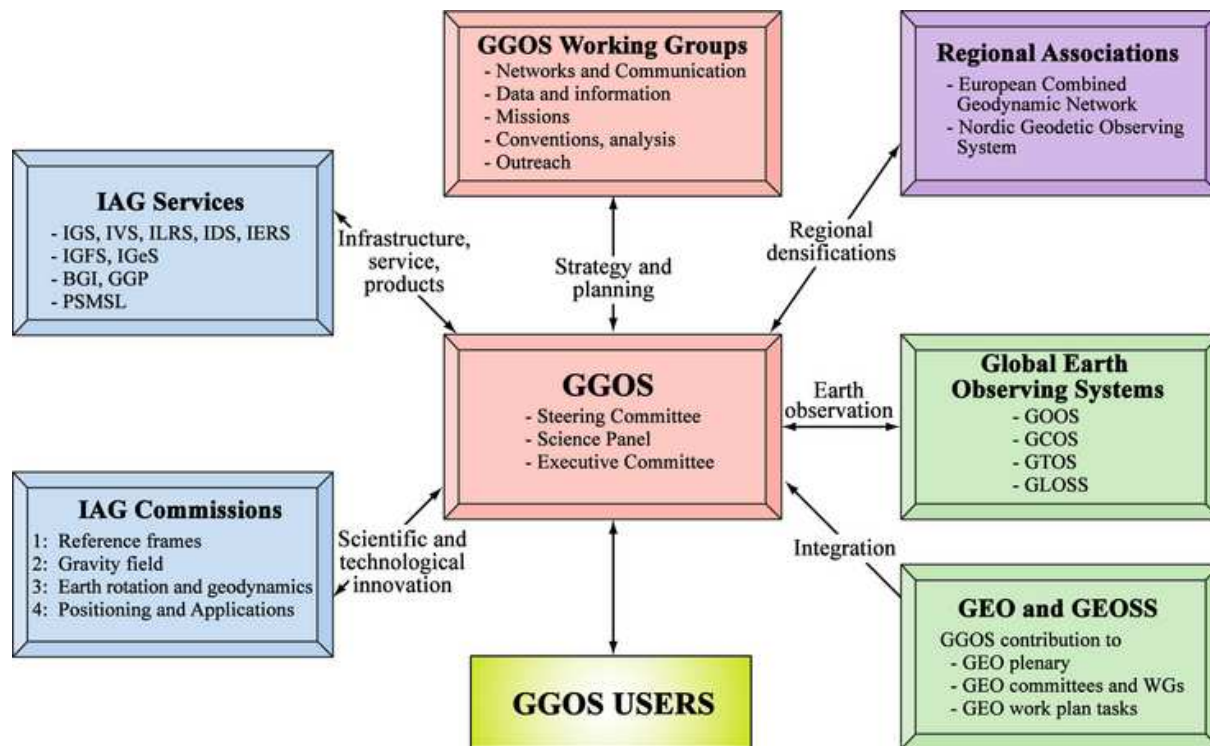 GGOS Working Groups
- Networks and Communication
- Data and information
- Missions
- Conventions, analysis
- Outreach
Regional Associations
- European Combined
Geodynamic Network
- Nordic Geodetic Observing
System
IAG Services
- IGS, IVS, ILRS, IDS, IERS
- IGFS, IGeS
- BGI, GGP
- PSMSL
Infrastructure,
service,
products
Strategy and
planning
Regional
densifications
GGOS
- Steering Committee
- Science Panel
- Executive Committee
Earth
observation
Global Earth
Observing Systems
- GOOS
- GCOS
- GTOS
- GLOSS
IAG Commissions
1: Reference frames
2: Gravity field
3: Earth rotation and geodynamics
4: Positioning and Applications
Scientific and
technological
innovation
Integration
GEO and GEOSS
GGOS contribution to
- GEO plenary
- GEO committees and WGs
- GEO work plan tasks
GGOS USERS